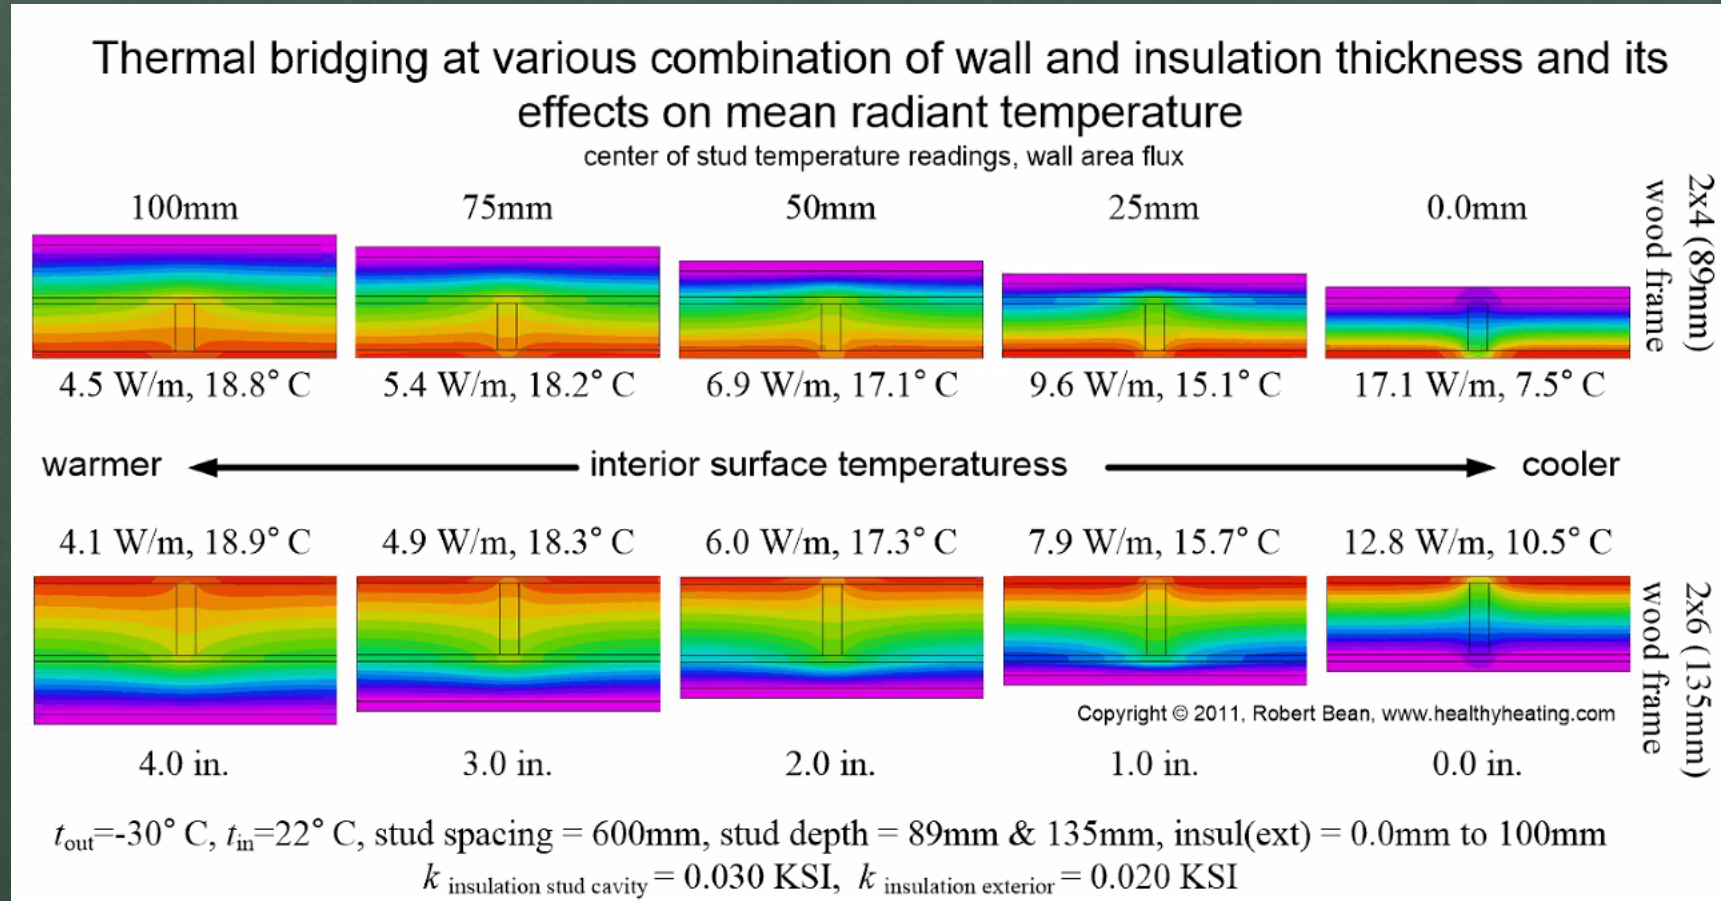 Thermal bridging at various combination of wall and insulation thickness and its
effects on mean radiant temperature
center of stud temperature readings, wall area flux
100mm 75mm 50mm 25mm 0.0mm
2x4 (89mm)
wood frame
4.5 W/m, 18.8° C 5.4 W/m, 18.2° C 6.9 W/m, 17.1° C 9.6 W/m, 15.1° C 17.1 W/m, 7.5° C
warmer interior surface temperaturess cooler
4.1 W/m, 18.9° C 4.9 W/m, 18.3° C 6.0 W/m, 17.3° C 7.9 W/m, 15.7° C 12.8 W/m, 10.5° C
2x6 (135mm)
wood frame
Copyright © 2011, Robert Bean, www.healthyheating.com
4.0 in. 3.0 in. 2.0 in. 1.0 in. 0.0 in.
tout=-30° C, tin=22° C, stud spacing = 600mm, stud depth = 89mm & 135mm, insul(ext) = 0.0mm to 100mm
k insulation stud cavity = 0.030 KSI, k insulation exterior = 0.020 KSI